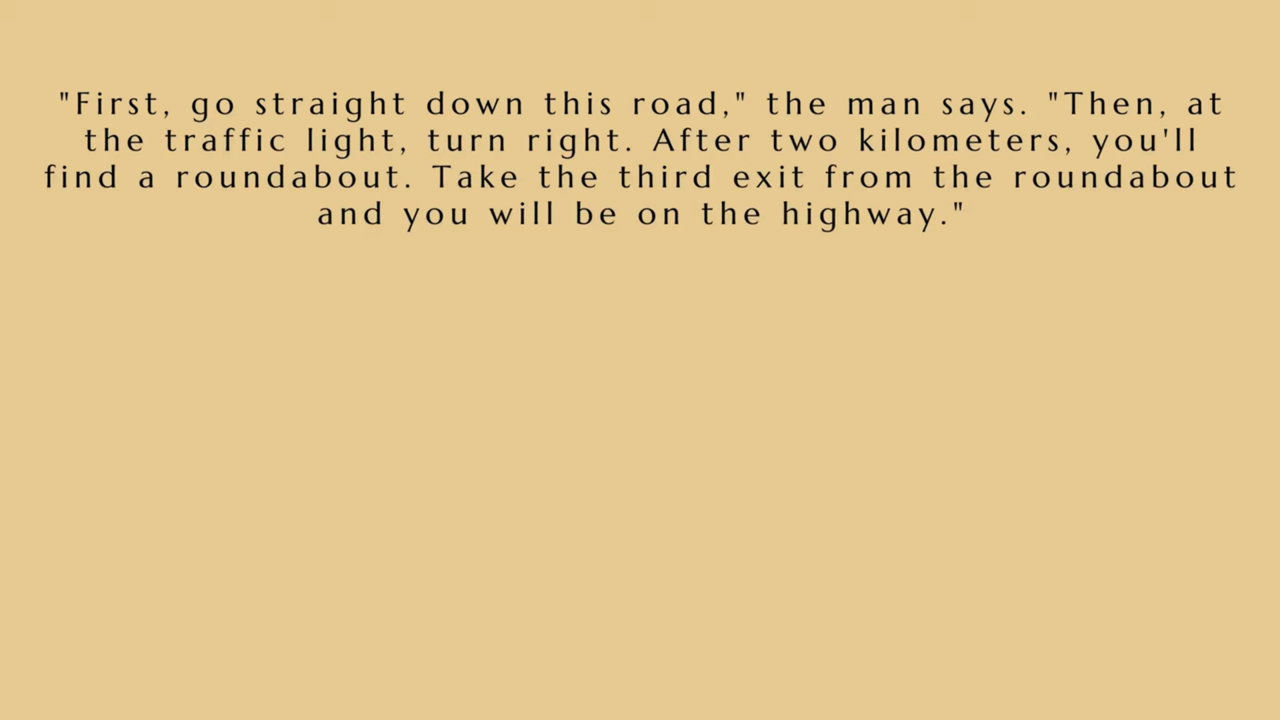 "First, go straight down this road," the man says. "Then, at
the traffic light, turn right. After two kilometers, you'll
find a roundabout. Take the third exit from the roundabout
and you will be on the highway."